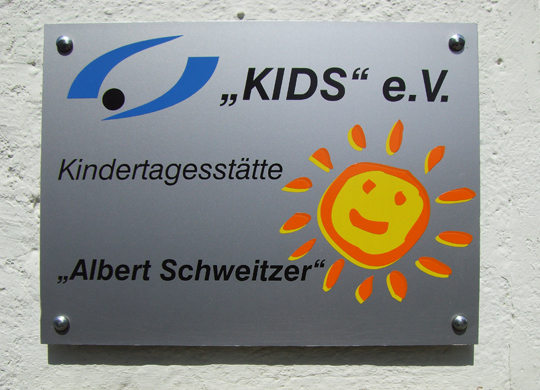 „KIDS“ e.V.
Kindertagesstätte
„Albert Schweitzer“